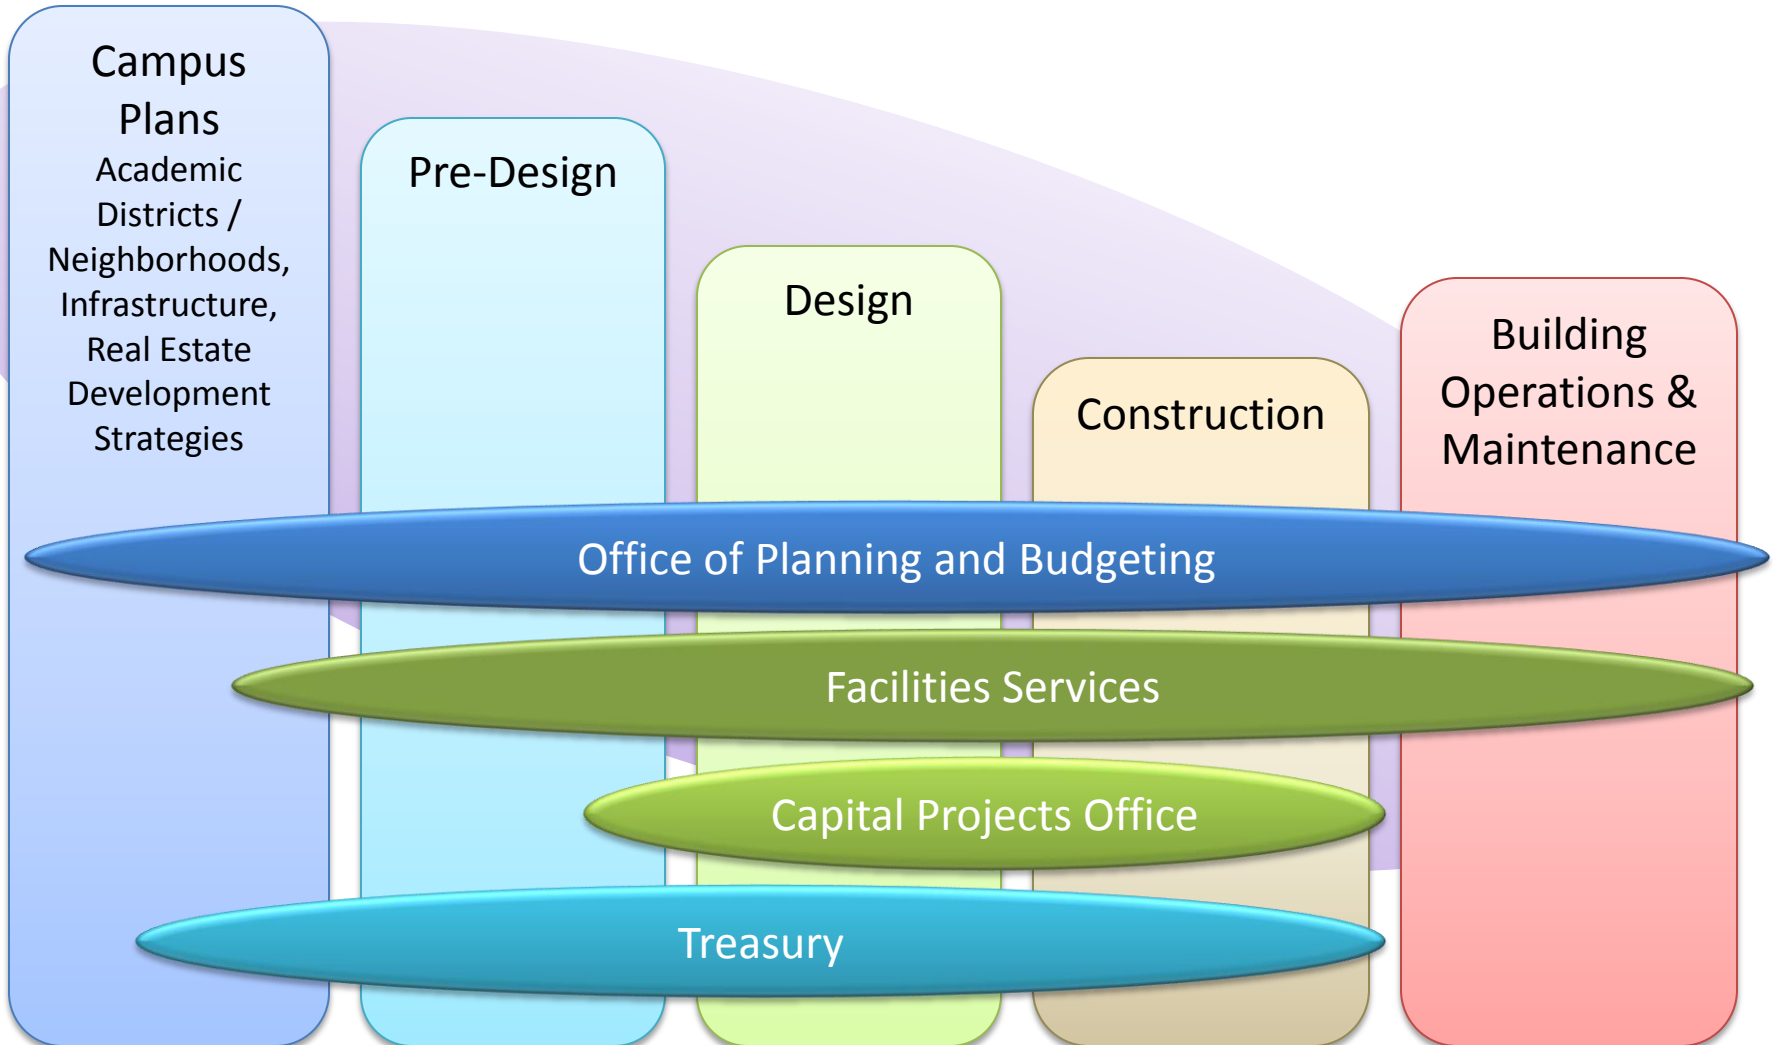 Campus
Plans
Academic
Districts /
Neighborhoods,
Infrastructure,
Real Estate
Development
Strategies
Pre-Design
Design
Construction
Building
Operations &
Maintenance
Office of Planning and Budgeting
Facilities Services
Capital Projects Office
Treasury